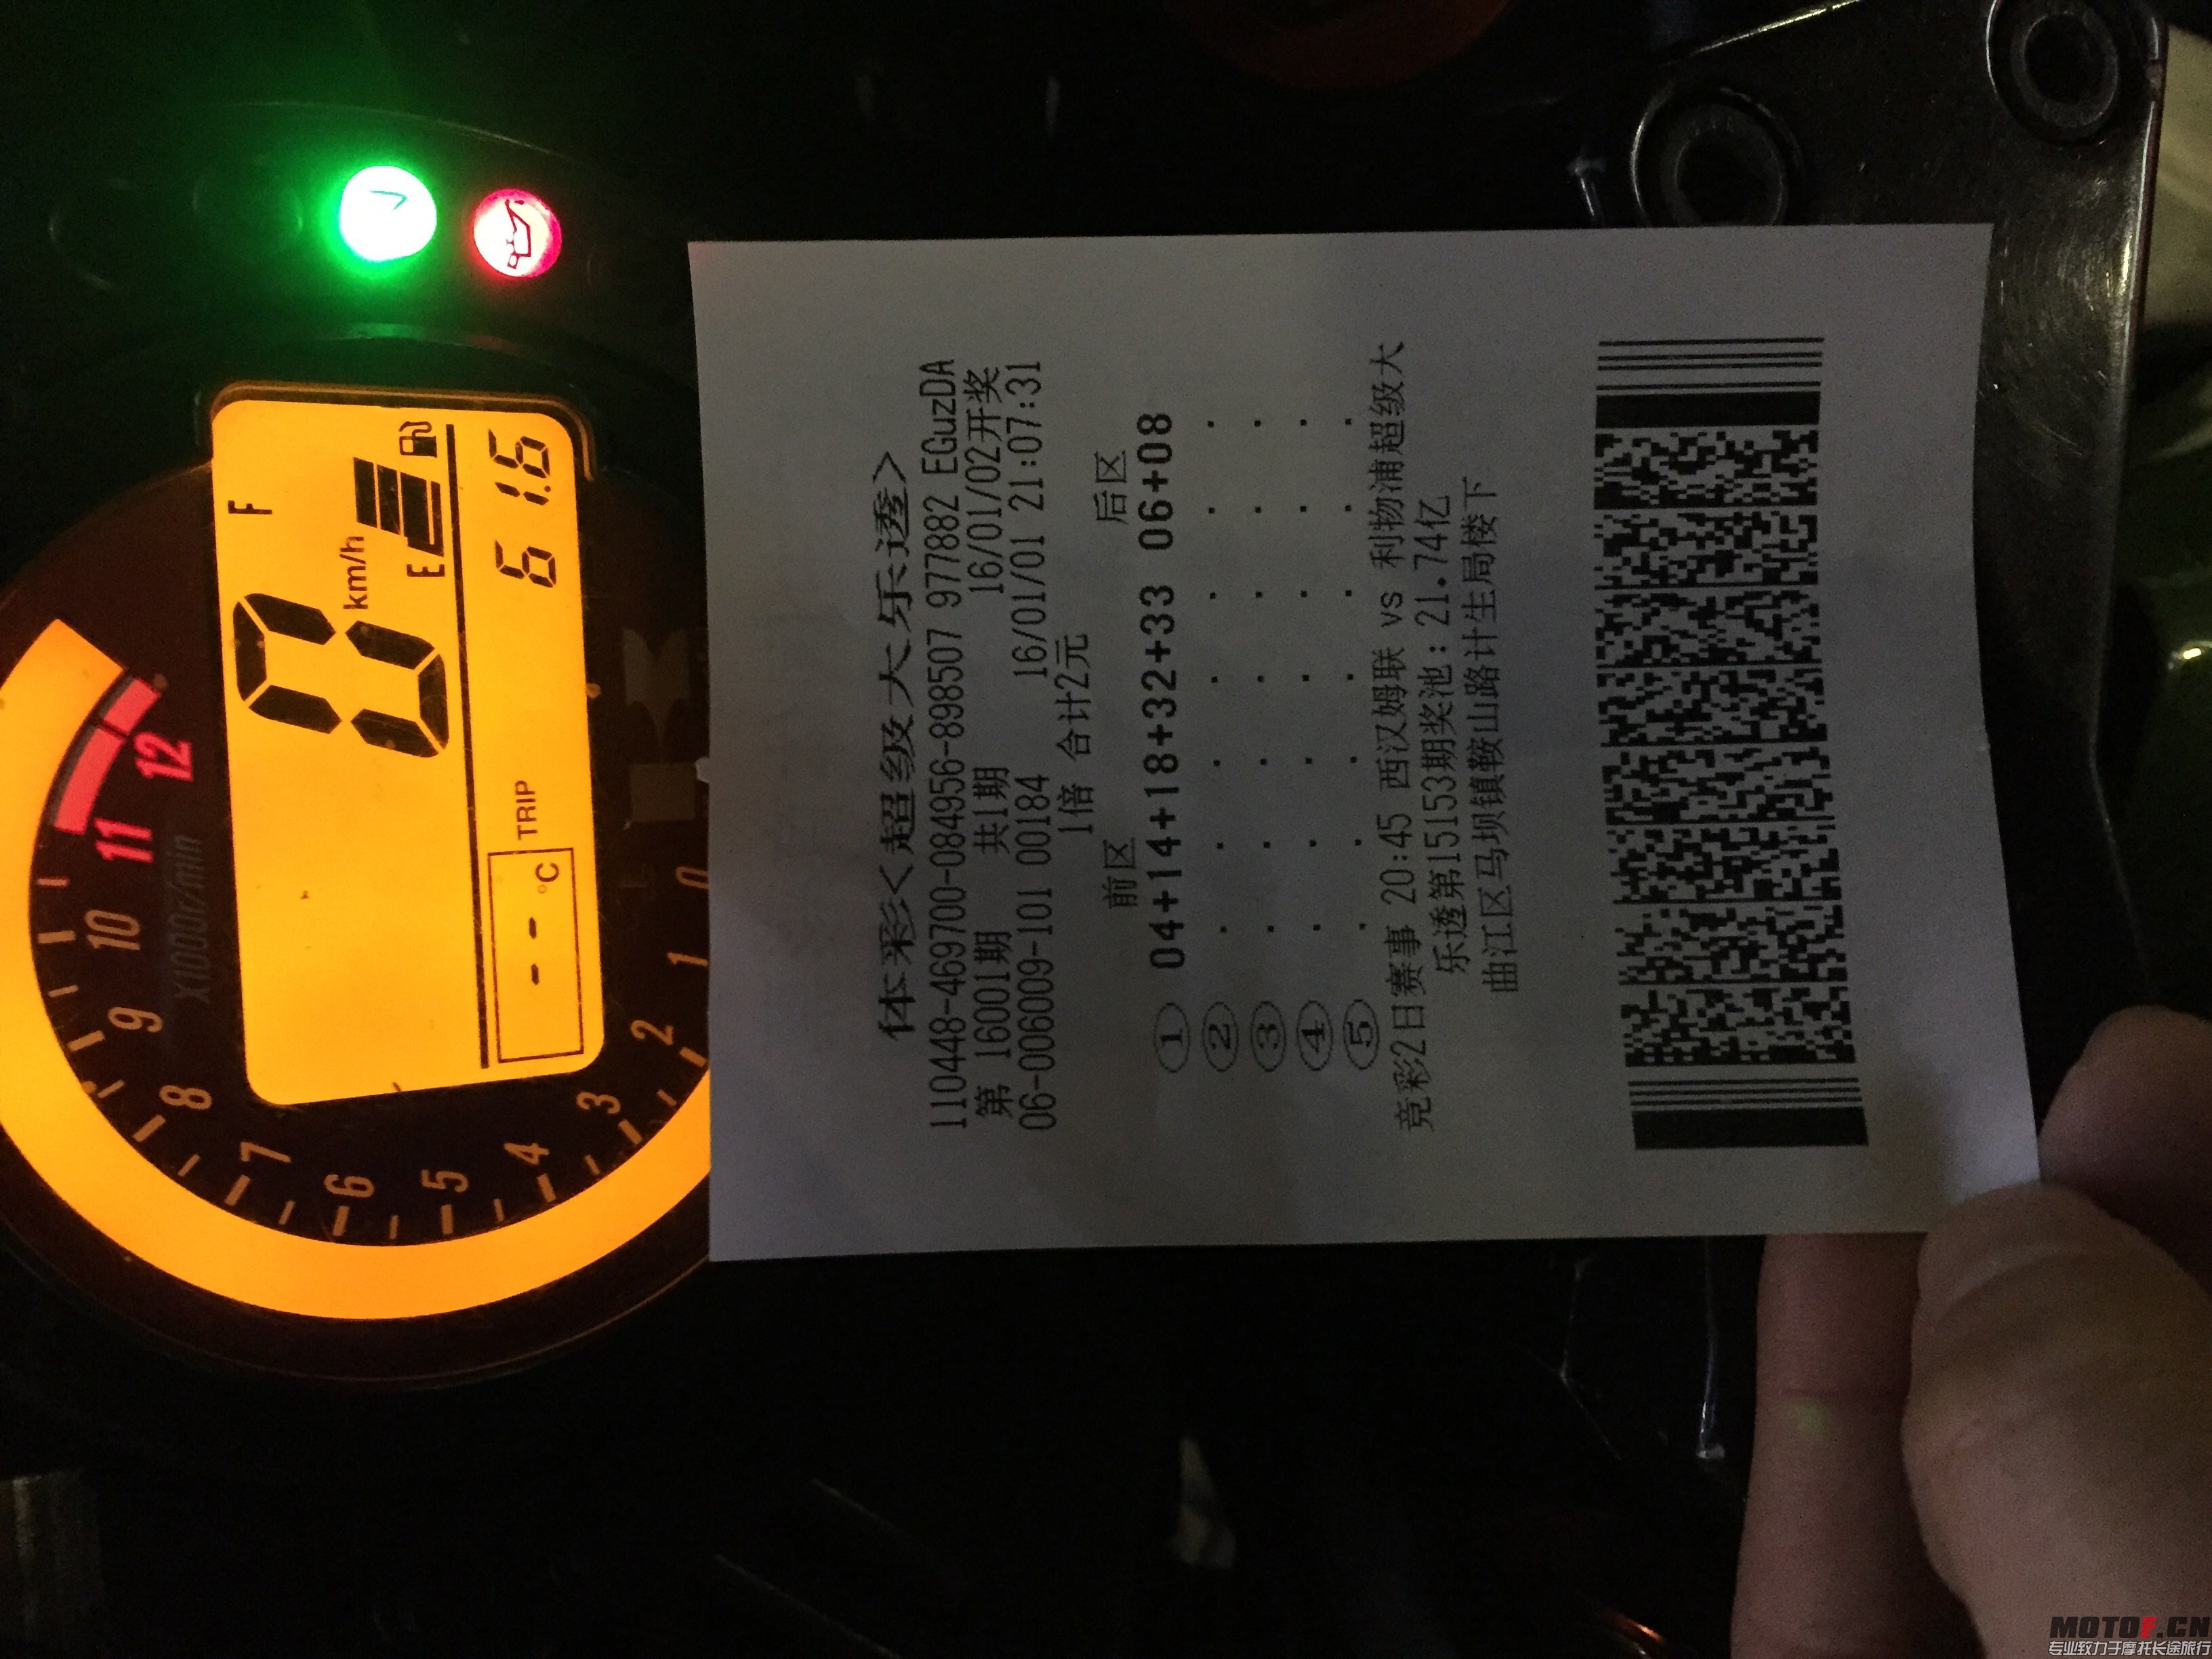 F
0
km/h
E
TRIP
61.6
-- °C
X1000r/min
0
1
2
3
4
5
6
7
8
9
10
11
12
体彩<超级大乐透>
110448-469700-084956-898507 977882 EGuzDA
第 16001期 共1期 16/01/02开奖
06-006009-101 00184 16/01/01 21:07:31
1倍 合计2元
前区 后区
① 04+14+18+32+33 06+08
②
③
④
⑤
竞彩2日赛事 20:45 西汉姆联 vs 利物浦超级大
乐透第15153期奖池:21.74亿
曲江区马坝镇鞍山路计生局楼下
MOTOF.CN
专业致力于摩托长途旅行